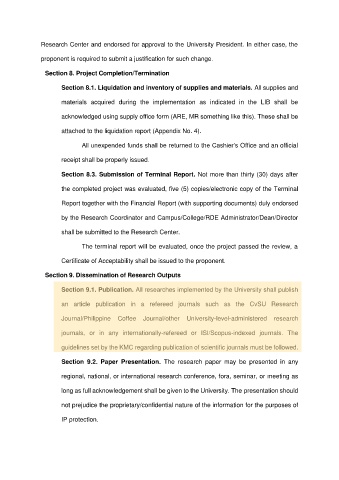 Research Center and endorsed for approval to the University President. In either case, the
proponent is required to submit a justification for such change.
Section 8. Project Completion/Termination
Section 8.1. Liquidation and inventory of supplies and materials. All supplies and
materials acquired during the implementation as indicated in the LIB shall be
acknowledged using supply office form (ARE, MR something like this). These shall be
attached to the liquidation report (Appendix No. 4).
All unexpended funds shall be returned to the Cashier's Office and an official
receipt shall be properly issued.
Section 8.3. Submission of Terminal Report. Not more than thirty (30) days after
the completed project was evaluated, five (5) copies/electronic copy of the Terminal
Report together with the Financial Report (with supporting documents) duly endorsed
by the Research Coordinator and Campus/College/RDE Administrator/Dean/Director
shall be submitted to the Research Center.
The terminal report will be evaluated, once the project passed the review, a
Certificate of Acceptability shall be issued to the proponent.
Section 9. Dissemination of Research Outputs
Section 9.1. Publication. All researches implemented by the University shall publish
an article publication in a refereed journals such as the CvSU Research
Journal/Philippine Coffee Journal/other University-level-administered research
journals, or in any internationally-refereed or ISI/Scopus-indexed journals. The
guidelines set by the KMC regarding publication of scientific journals must be followed.
Section 9.2. Paper Presentation. The research paper may be presented in any
regional, national, or international research conference, fora, seminar, or meeting as
long as full acknowledgement shall be given to the University. The presentation should
not prejudice the proprietary/confidential nature of the information for the purposes of
IP protection.